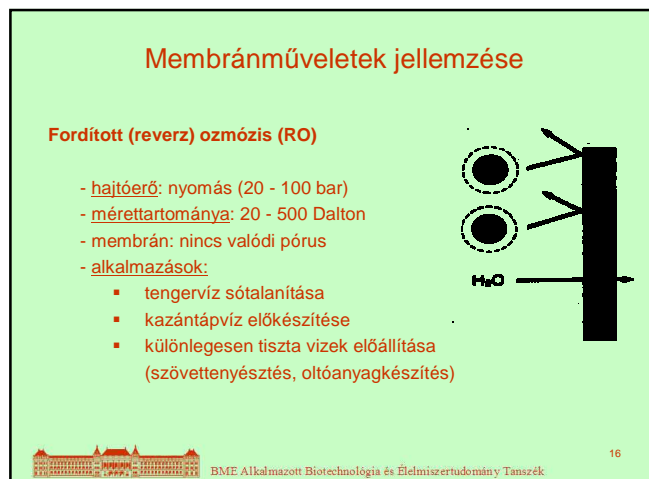 Membránműveletek jellemzése
Fordított (reverz) ozmózis (RO)
- hajtóerő: nyomás (20 - 100 bar)
- mérettartománya: 20 - 500 Dalton
- membrán: nincs valódi pórus
- alkalmazások:
▪ tengervíz sótalanítása
▪ kazántápvíz előkészítése
▪ különlegesen tiszta vizek előállítása
(szövettenyésztés, oltóanyagkészítés)
H₂O
16
BME Alkalmazott Biotechnológia és Élelmiszertudomány Tanszék